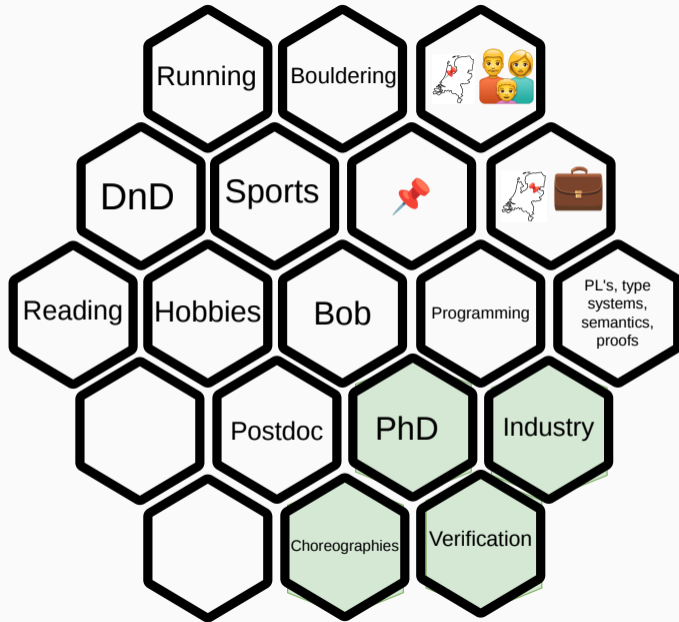 Running
Bouldering
DnD
Sports
Reading
Hobbies
Bob
Programming
PL's, type
systems,
semantics,
proofs
Postdoc
PhD
Industry
Choreographies
Verification